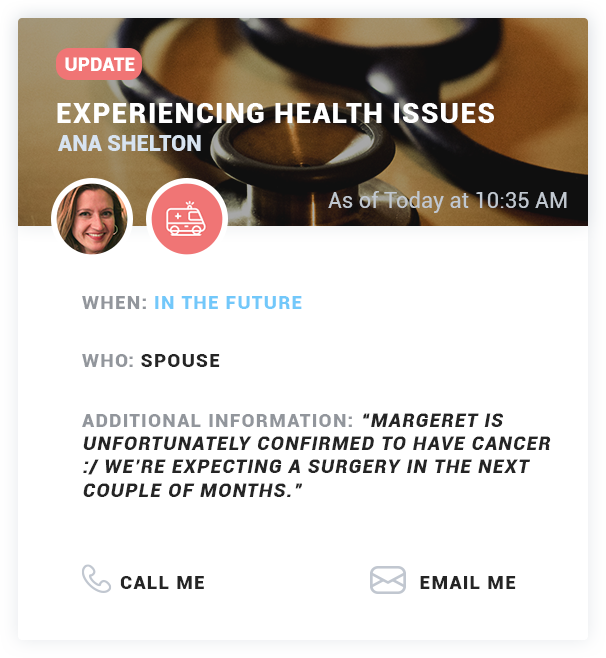 UPDATE
EXPERIENCING HEALTH ISSUES
ANA SHELTON
As of Today at 10:35 AM
WHEN: IN THE FUTURE
WHO: SPOUSE
ADDITIONAL INFORMATION: "MARGERET IS
UNFORTUNATELY CONFIRMED TO HAVE CANCER
:/ WE'RE EXPECTING A SURGERY IN THE NEXT
COUPLE OF MONTHS."
CALL ME
EMAIL ME